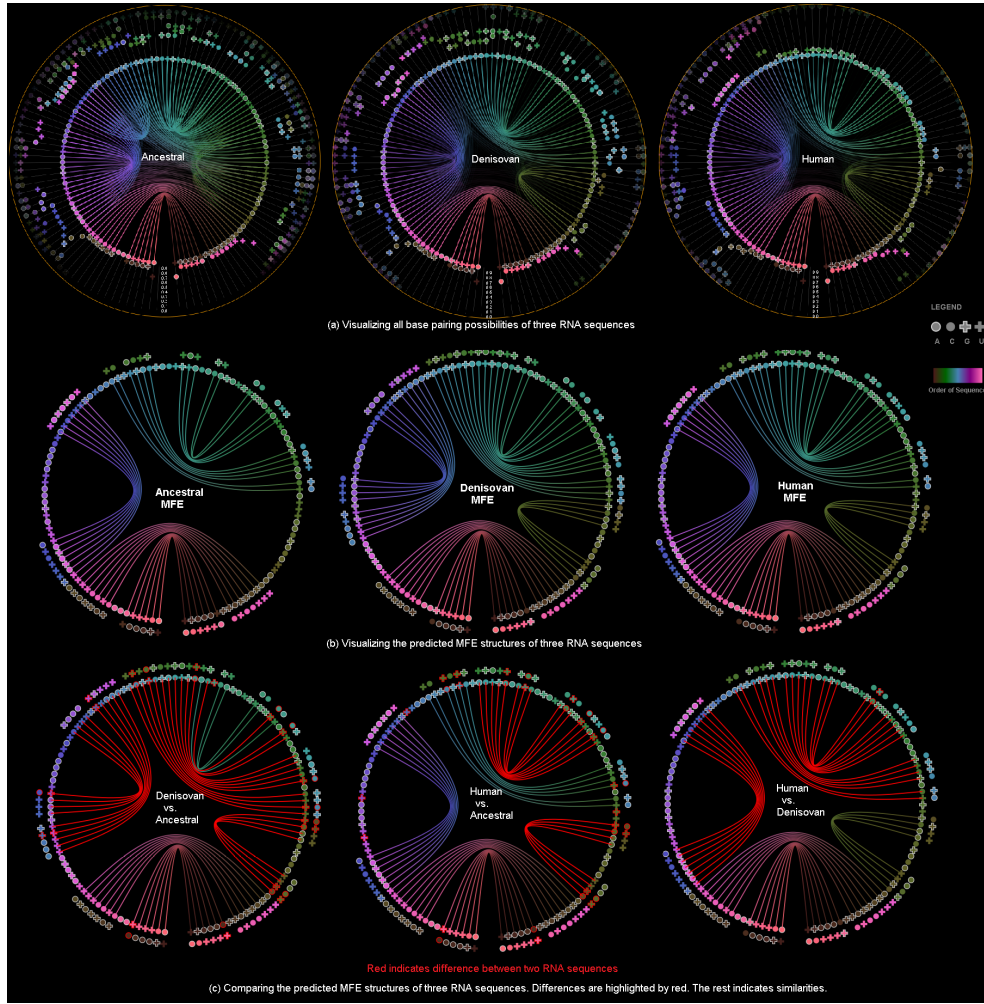 Ancestral
Denisovan
Human
(a) Visualizing all base pairing possibilities of three RNA sequences
LEGEND
A C G U
Order of Sequence
Ancestral
MFE
Denisovan
MFE
Human
MFE
(b) Visualizing the predicted MFE structures of three RNA sequences
Denisovan
vs.
Ancestral
Human
vs.
Ancestral
Human
vs.
Denisovan
Red indicates difference between two RNA sequences
(c) Comparing the predicted MFE structures of three RNA sequences. Differences are highlighted by red. The rest indicates similarities.